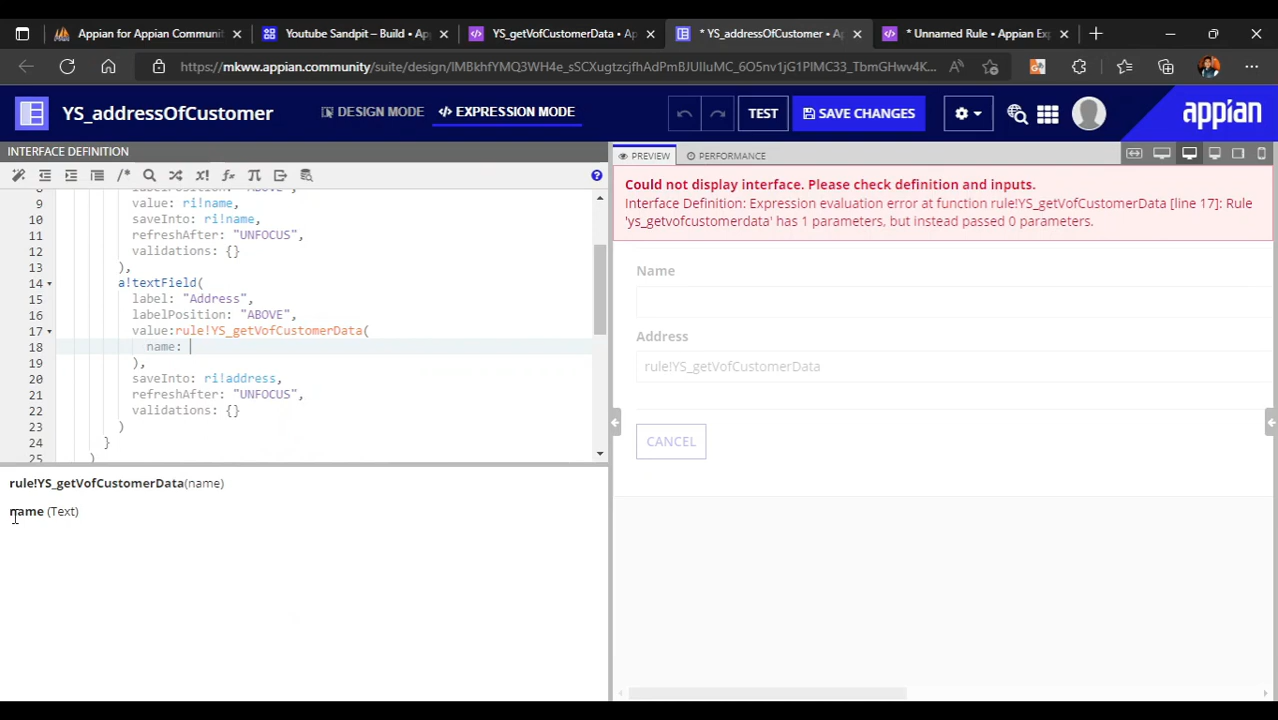 Appian for Appian Communi
Youtube Sandpit – Build • App
YS_getVofCustomerData • Ap
* YS_addressOfCustomer • Ap
* Unnamed Rule • Appian Exp
https://mkww.appian.community/suite/design/
YS_addressOfCustomer
DESIGN MODE
EXPRESSION MODE
TEST
SAVE CHANGES
appian
INTERFACE DEFINITION
PREVIEW
PERFORMANCE
Could not display interface. Please check definition and inputs.
Interface Definition: Expression evaluation error at function rule!YS_getVofCustomerData [line 17]: Rule
'ys_getvofcustomerdata' has 1 parameters, but instead passed 0 parameters.
8 labelPosition: "ABOVE",
9 value: ri!name,
10 saveInto: ri!name,
11 refreshAfter: "UNFOCUS",
12 validations: {}
13 ),
14 a!textField(
15 label: "Address",
16 labelPosition: "ABOVE",
17 value:rule!YS_getVofCustomerData(
18 name:
19 ),
20 saveInto: ri!address,
21 refreshAfter: "UNFOCUS",
22 validations: {}
23 )
24 }
25 )
Name
Address
rule!YS_getVofCustomerData
CANCEL
rule!YS_getVofCustomerData(name)
name (Text)